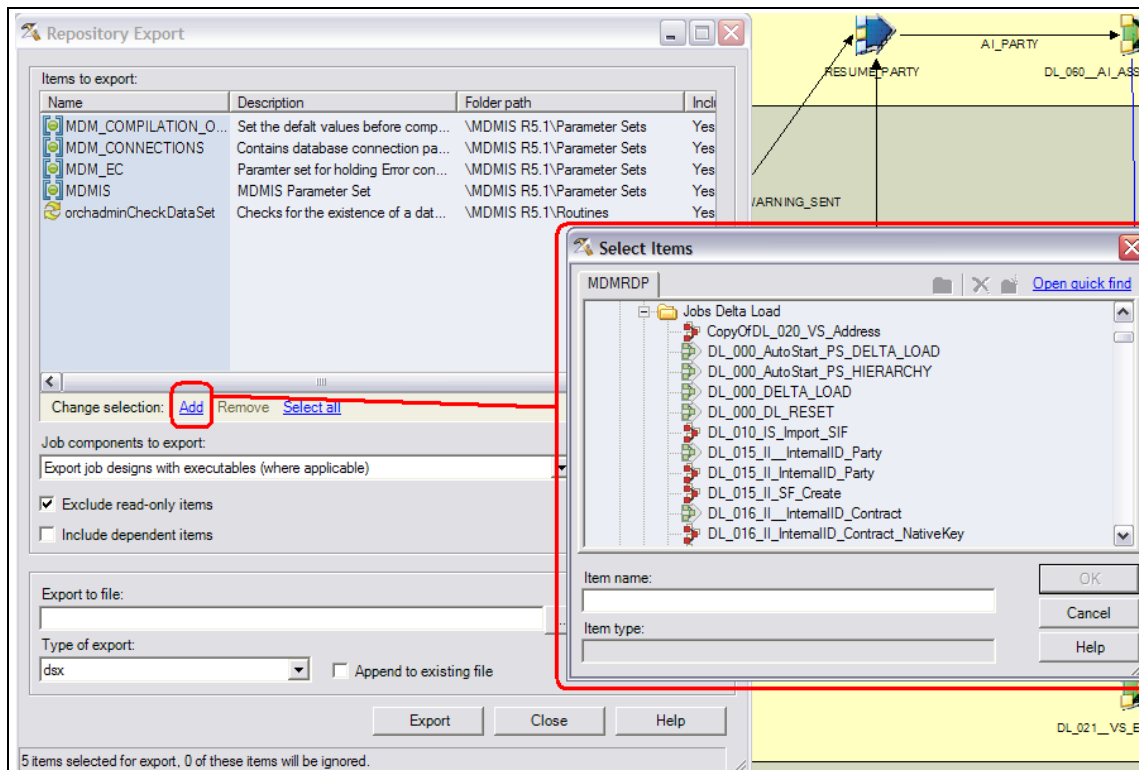 Repository Export
Items to export:
Name Description Folder path Incl
MDM_COMPILATION_O... Set the defalt values before comp... \MDMIS R5.1\Parameter Sets Yes
MDM_CONNECTIONS Contains database connection pa... \MDMIS R5.1\Parameter Sets Yes
MDM_EC Paramter set for holding Error con... \MDMIS R5.1\Parameter Sets Yes
MDMIS MDMIS Parameter Set \MDMIS R5.1\Parameter Sets Yes
orchadminCheckDataSet Checks for the existence of a dat... \MDMIS R5.1\Routines Yes
Change selection: Add Remove Select all
Job components to export:
Export job designs with executables (where applicable)
Exclude read-only items
Include dependent items
Export to file:
...
Type of export:
dsx
Append to existing file
Export Close Help
5 items selected for export, 0 of these items will be ignored.
RESUME_PARTY
AI_PARTY
DL_060__AI_ASS
WARNING_SENT
Select Items
MDMRDP
Open quick find
Jobs Delta Load
CopyOfDL_020_VS_Address
DL_000_AutoStart_PS_DELTA_LOAD
DL_000_AutoStart_PS_HIERARCHY
DL_000_DELTA_LOAD
DL_000_DL_RESET
DL_010_IS_Import_SIF
DL_015_II__InternalID_Party
DL_015_II_InternalID_Party
DL_015_II_SF_Create
DL_016_II__InternalID_Contract
DL_016_II_InternalID_Contract_NativeKey
Item name:
Item type:
OK
Cancel
Help
DL_021__VS_E